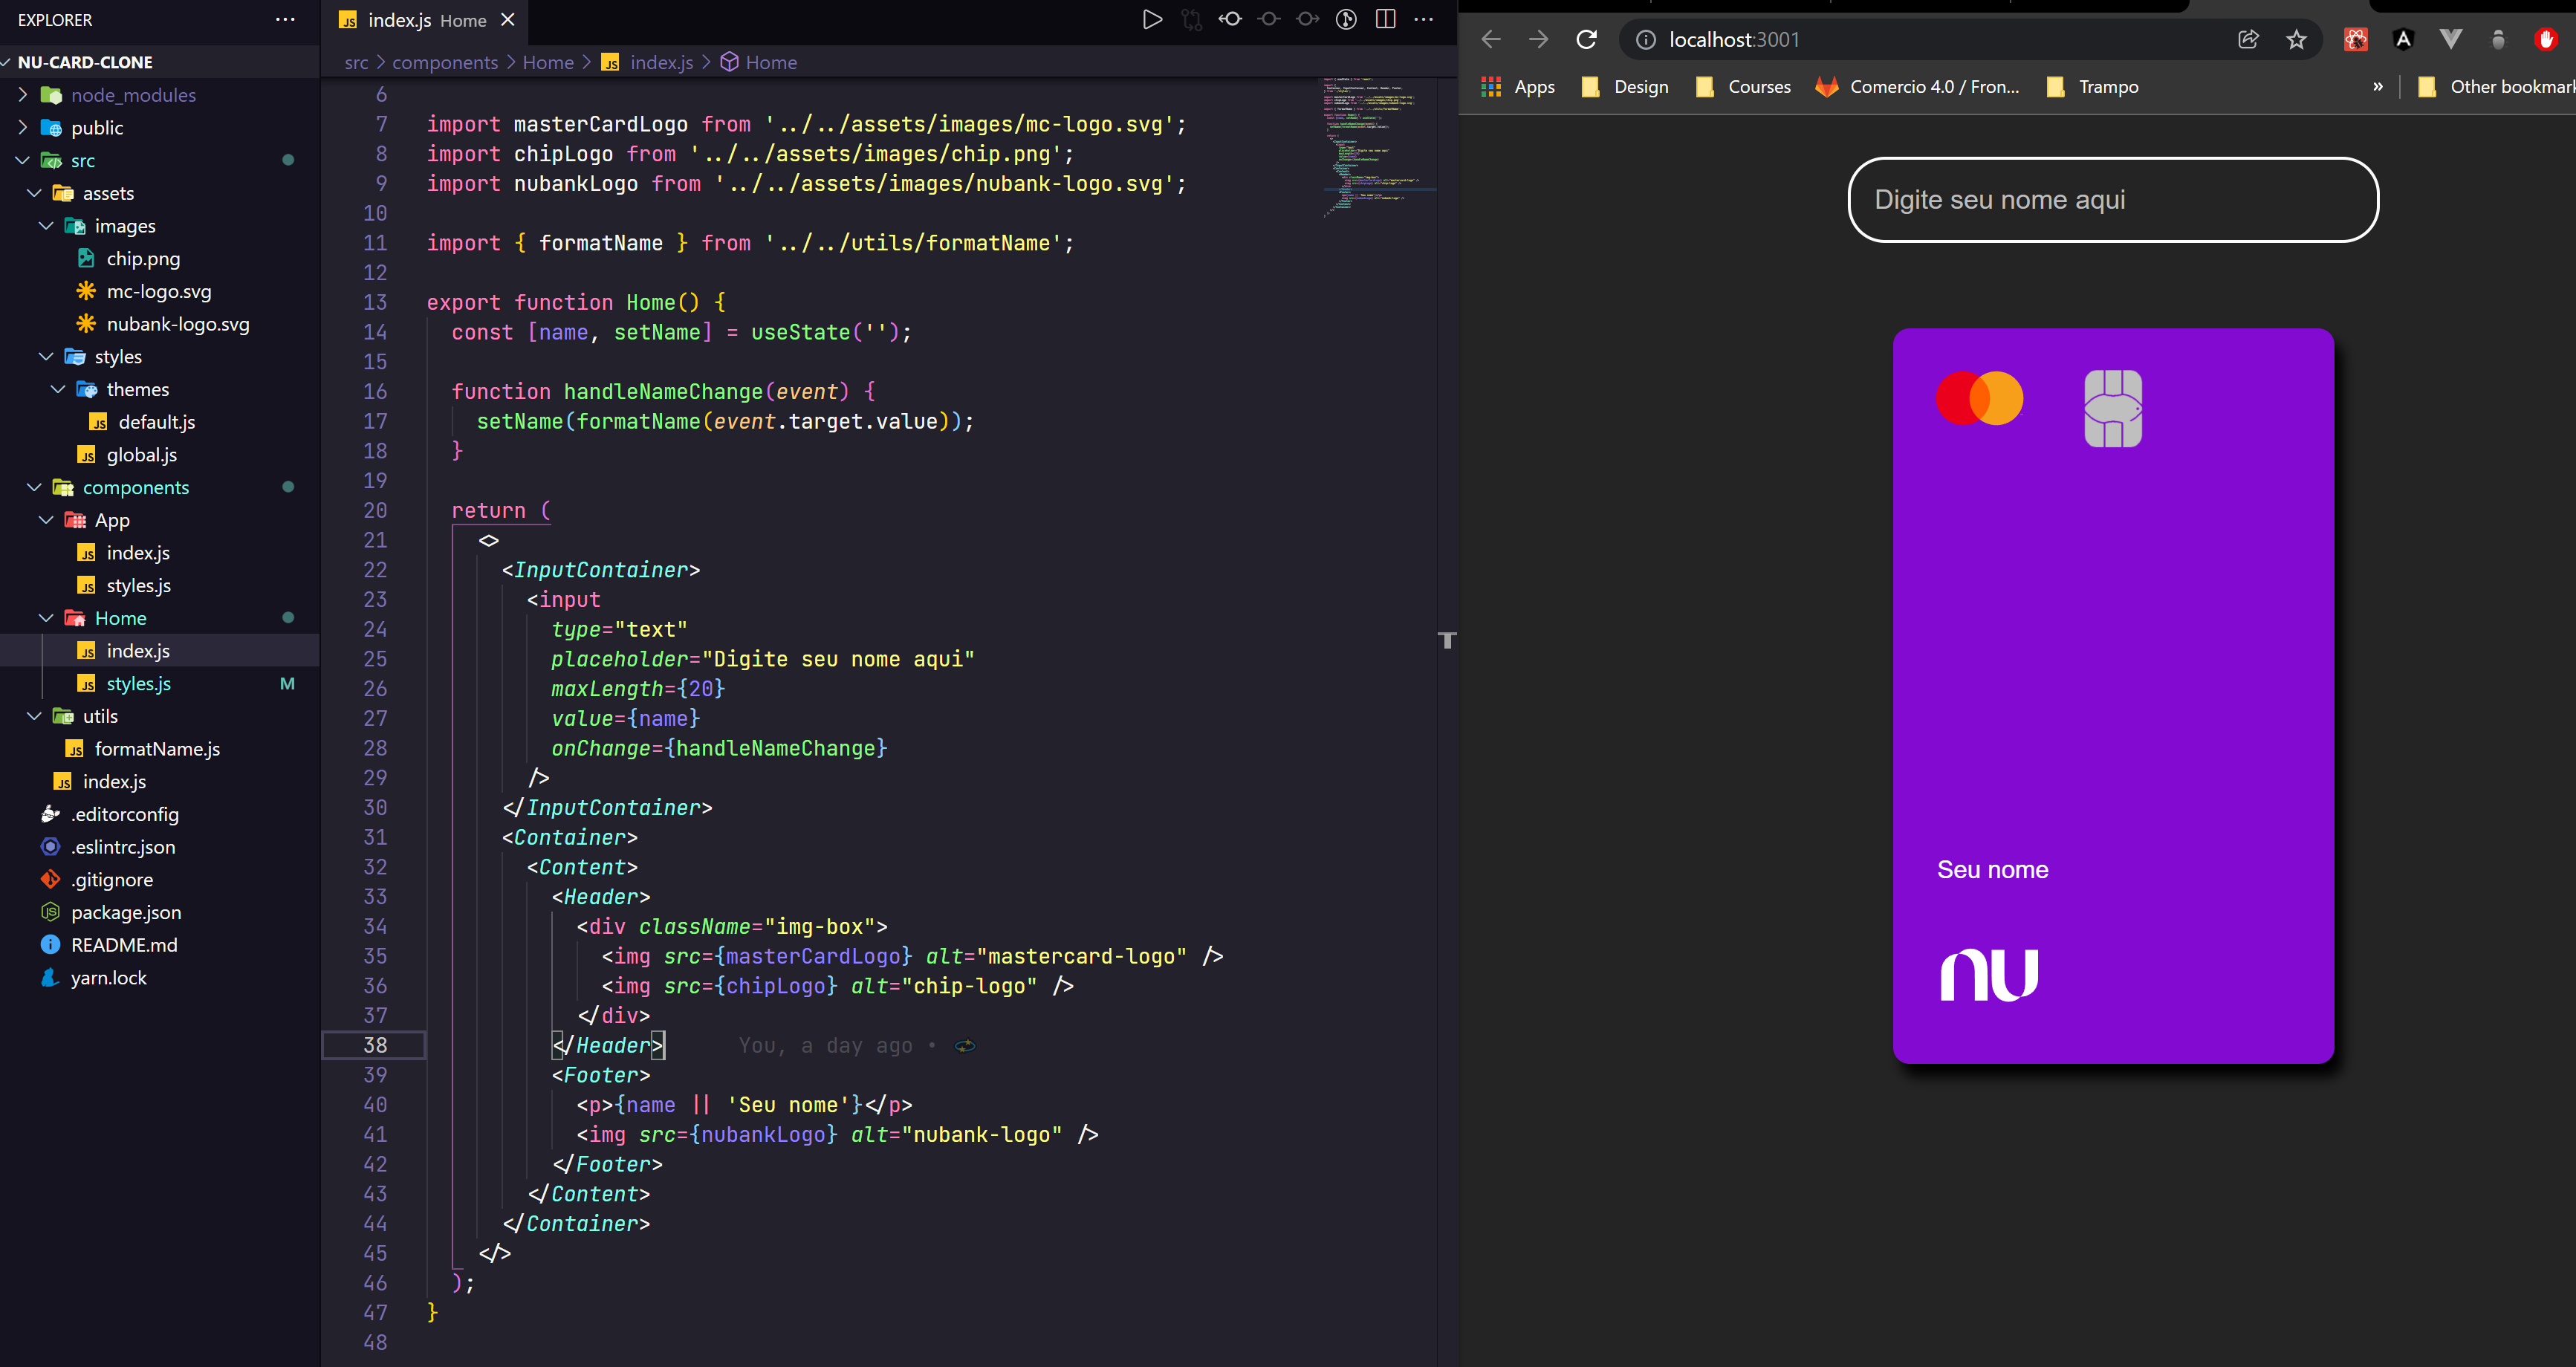 EXPLORER
NU-CARD-CLONE
node_modules
public
src
assets
images
chip.png
mc-logo.svg
nubank-logo.svg
styles
themes
default.js
global.js
components
App
index.js
styles.js
Home
index.js
styles.js M
utils
formatName.js
index.js
.editorconfig
.eslintrc.json
.gitignore
package.json
README.md
yarn.lock
index.js Home
src > components > Home > index.js > Home
6
7 import masterCardLogo from '../../assets/images/mc-logo.svg';
8 import chipLogo from '../../assets/images/chip.png';
9 import nubankLogo from '../../assets/images/nubank-logo.svg';
10
11 import { formatName } from '../../utils/formatName';
12
13 export function Home() {
14 const [name, setName] = useState('');
15
16 function handleNameChange(event) {
17 setName(formatName(event.target.value));
18 }
19
20 return (
21 <>
22 <InputContainer>
23 <input
24 type="text"
25 placeholder="Digite seu nome aqui"
26 maxLength={20}
27 value={name}
28 onChange={handleNameChange}
29 />
30 </InputContainer>
31 <Container>
32 <Content>
33 <Header>
34 <div className="img-box">
35 <img src={masterCardLogo} alt="mastercard-logo" />
36 <img src={chipLogo} alt="chip-logo" />
37 </div>
38 </Header> You, a day ago •
39 <Footer>
40 <p>{name || 'Seu nome'}</p>
41 <img src={nubankLogo} alt="nubank-logo" />
42 </Footer>
43 </Content>
44 </Container>
45 </>
46 );
47 }
48
localhost:3001
Apps Design Courses Comercio 4.0 / Fron... Trampo » Other bookmark
Digite seu nome aqui
Seu nome
nu